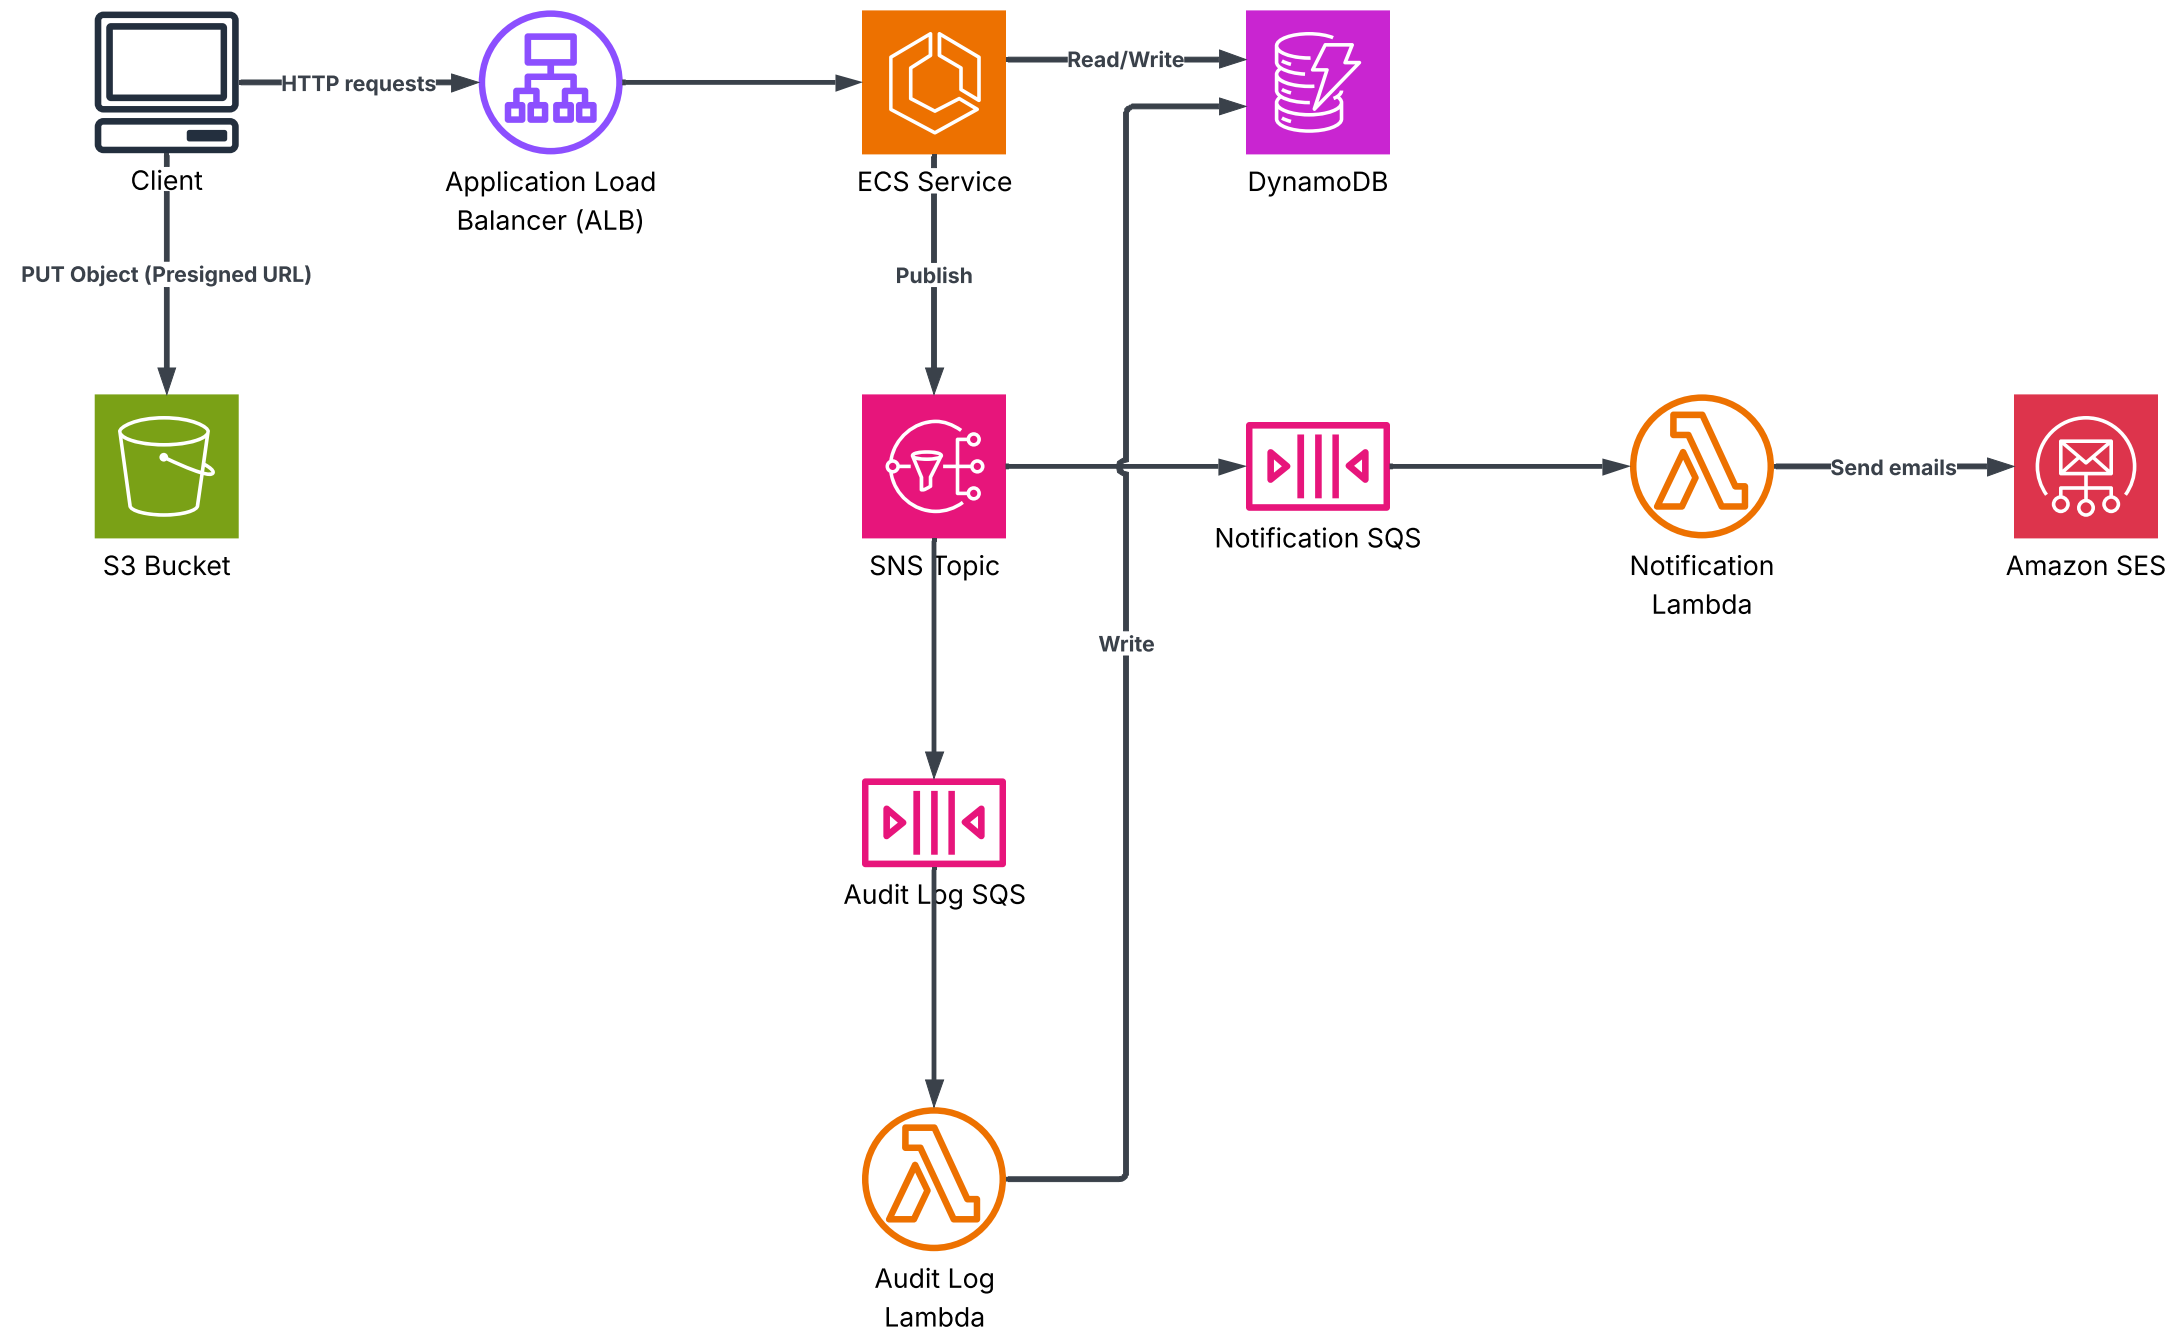 HTTP requests
Read/Write
Client
Application Load
Balancer (ALB)
ECS Service
DynamoDB
PUT Object (Presigned URL)
Publish
S3 Bucket
SNS Topic
Notification SQS
Notification
Lambda
Send emails
Amazon SES
Write
Audit Log SQS
Audit Log
Lambda